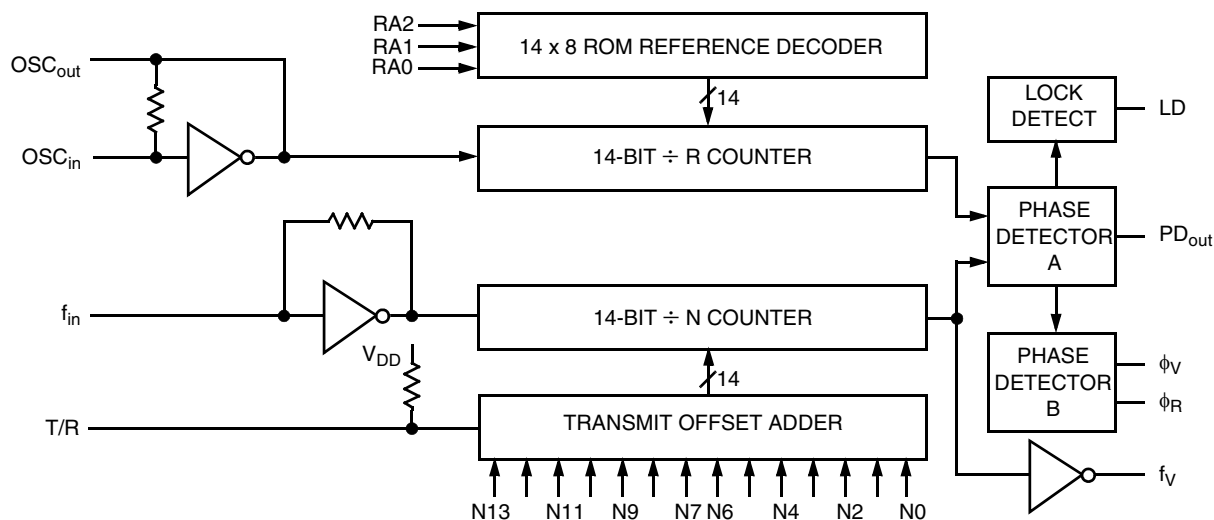 RA2
RA1
RA0
14 x 8 ROM REFERENCE DECODER
OSCout
14
LOCK
DETECT
LD
OSCin
14-BIT ÷ R COUNTER
PHASE
DETECTOR
A
PDout
fin
14-BIT ÷ N COUNTER
VDD
14
PHASE
DETECTOR
B
ϕV
ϕR
T/R
TRANSMIT OFFSET ADDER
fV
N13 N11 N9 N7 N6 N4 N2 N0